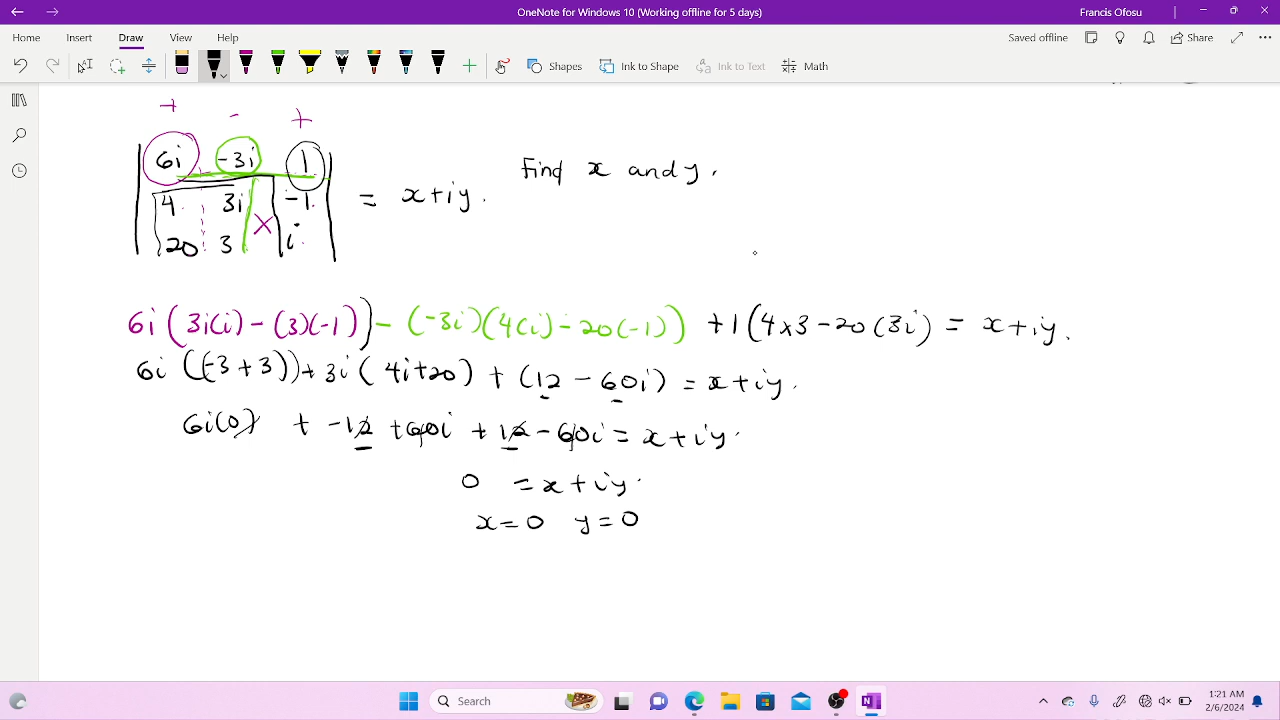 OneNote for Windows 10 (Working offline for 5 days)
Francis Ofosu
Home Insert Draw View Help
Saved offline
Share
Shapes
Ink to Shape
Ink to Text
Math
+ - +
6i -3i 1
4 3i -1
20 3 i
= x+iy.
Find x and y.
6i(3i(i) - (3)(-1)) - (-3i)(4(i) - 20(-1)) + 1(4x3 - 20(3i) = x+iy.
6i((-3+3)) + 3i(4i+20) + (12 - 60i) = x+iy.
6i(0) + -12 + 60i + 12 - 60i = x+iy.
0 = x+iy.
x=0 y=0
Search
1:21 AM
2/6/2024